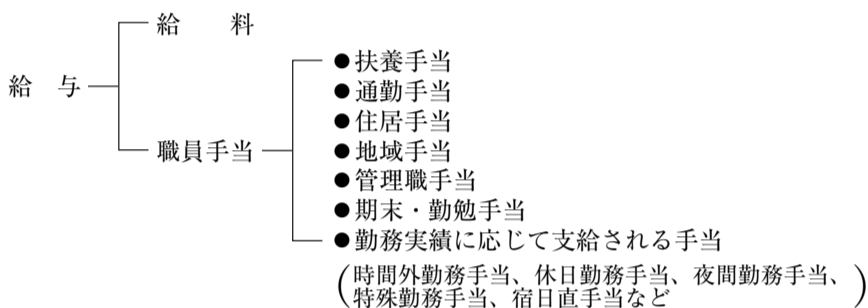 給　　料
●扶養手当
給　与
●通勤手当
●住居手当
職員手当
●地域手当
●管理職手当
●期末・勤勉手当
●勤務実績に応じて支給される手当
(時間外勤務手当、休日勤務手当、夜間勤務手当、
特殊勤務手当、宿日直手当など)